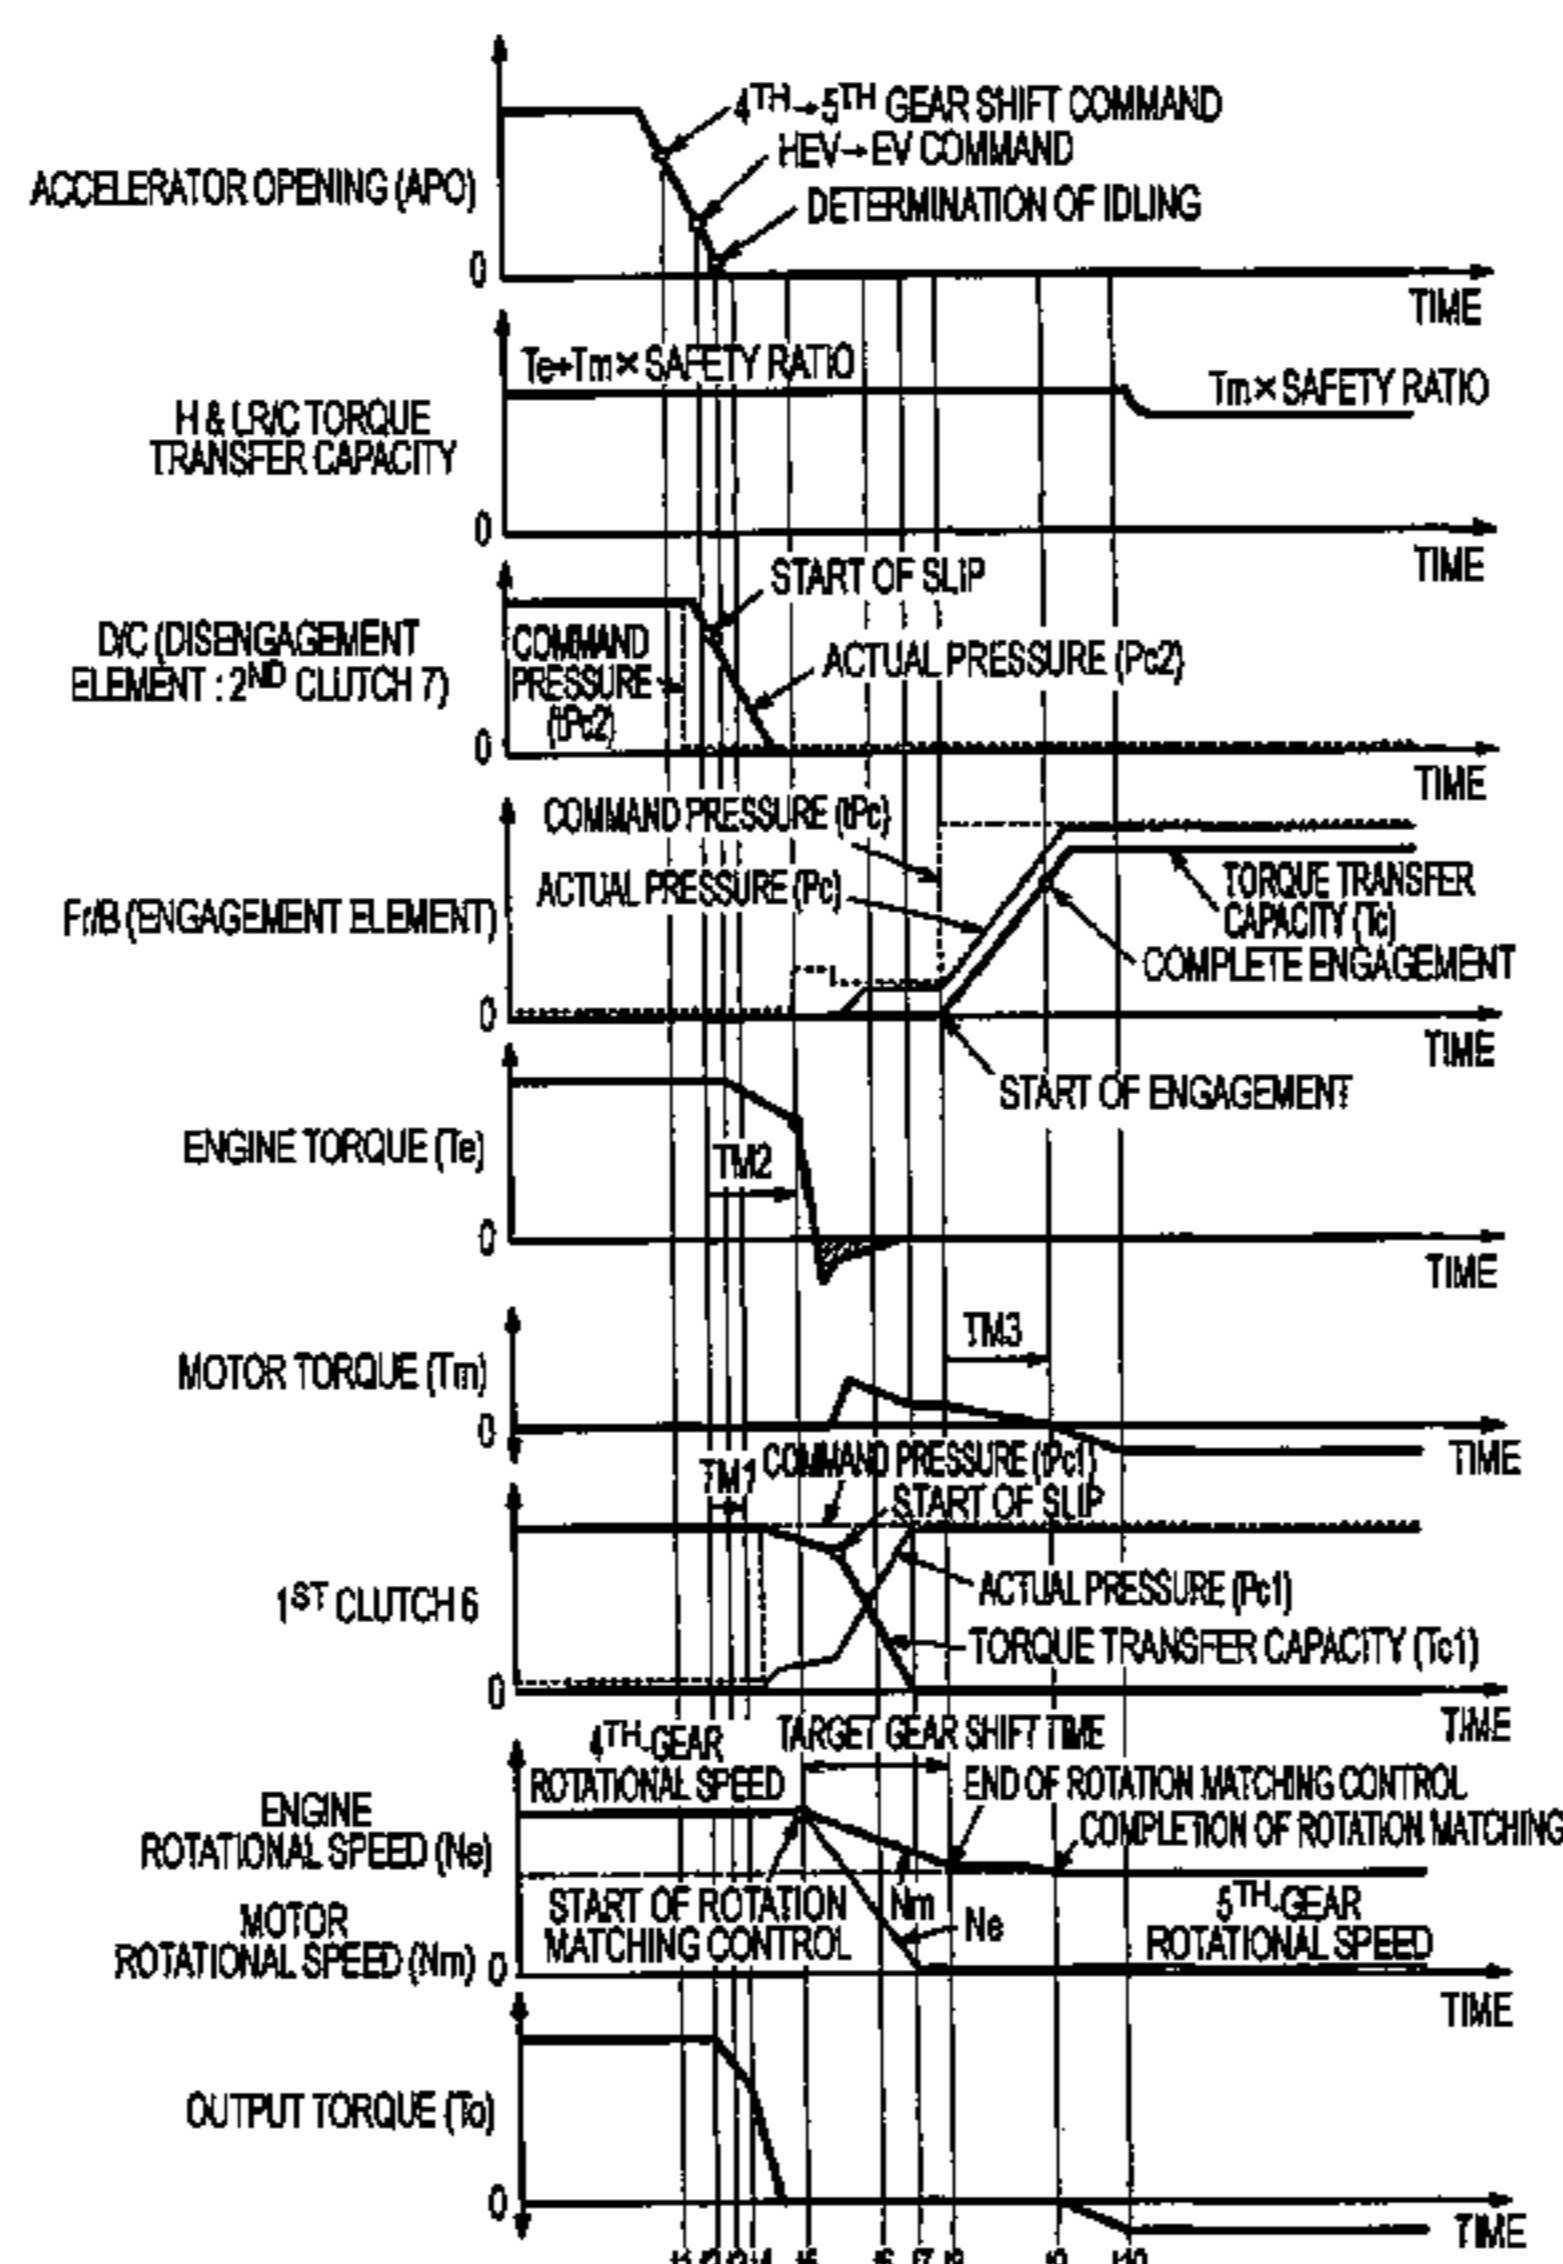 4TH→5TH GEAR SHIFT COMMAND
HEV→EV COMMAND
DETERMINATION OF IDLING
ACCELERATOR OPENING (APO)
0
TIME
Te+Tm×SAFETY RATIO
Tm×SAFETY RATIO
H & LR/C TORQUE
TRANSFER CAPACITY
0
TIME
START OF SLIP
D/C (DISENGAGEMENT
ELEMENT : 2ND CLUTCH 7)
COMMAND
PRESSURE
(tPc2)
ACTUAL PRESSURE (Pc2)
0
TIME
COMMAND PRESSURE (tPc)
ACTUAL PRESSURE (Pc)
Fr/B (ENGAGEMENT ELEMENT)
TORQUE TRANSFER
CAPACITY (Tc)
COMPLETE ENGAGEMENT
0
TIME
START OF ENGAGEMENT
ENGINE TORQUE (Te)
TM2
0
TIME
TM3
MOTOR TORQUE (Tm)
0
TIME
TM1
COMMAND PRESSURE (tPc1)
START OF SLIP
1ST CLUTCH 6
ACTUAL PRESSURE (Pc1)
TORQUE TRANSFER CAPACITY (Tc1)
0
TIME
4TH-GEAR
ROTATIONAL SPEED
TARGET GEAR SHIFT TIME
END OF ROTATION MATCHING CONTROL
COMPLETION OF ROTATION MATCHING
ENGINE
ROTATIONAL SPEED (Ne)
MOTOR
ROTATIONAL SPEED (Nm)
START OF ROTATION
MATCHING CONTROL
Nm
Ne
5TH-GEAR
ROTATIONAL SPEED
0
TIME
OUTPUT TORQUE (To)
0
TIME